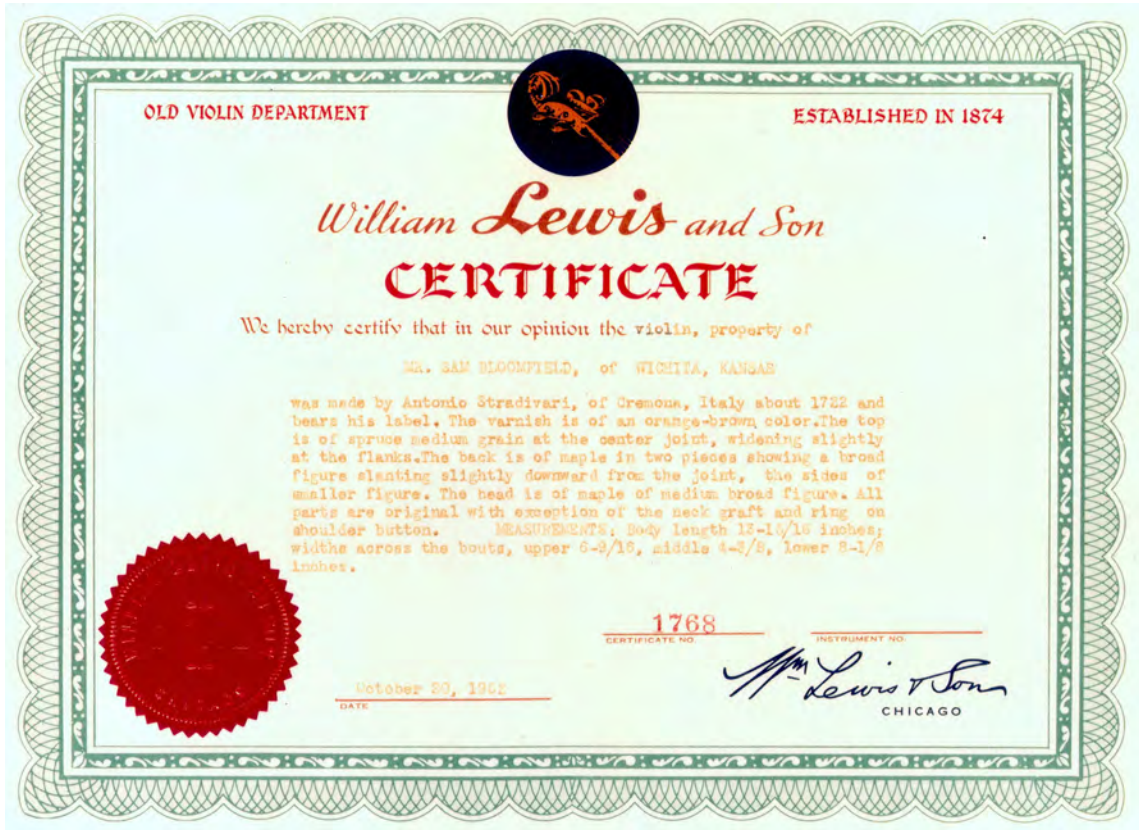 OLD VIOLIN DEPARTMENT
ESTABLISHED IN 1874
William Lewis and Son
CERTIFICATE
We hereby certify that in our opinion the violin, property of
MR. SAM BLOOMFIELD, of WICHITA, KANSAS
was made by Antonio Stradivari, of Cremona, Italy about 1722 and
bears his label. The varnish is of an orange-brown color.The top
is of spruce medium grain at the center joint, widening slightly
at the flanks.The back is of maple in two pieces showing a broad
figure slanting slightly downward from the joint, the sides of
smaller figure. The head is of maple of medium broad figure. All
parts are original with exception of the neck graft and ring on
shoulder button. MEASUREMENTS; Body length 13-15/16 inches;
widths across the bouts, upper 6-9/16, middle 4-3/8, lower 8-1/8
inches.
1768
CERTIFICATE NO.
INSTRUMENT NO.
October
DATE
Wm Lewis & Son
CHICAGO